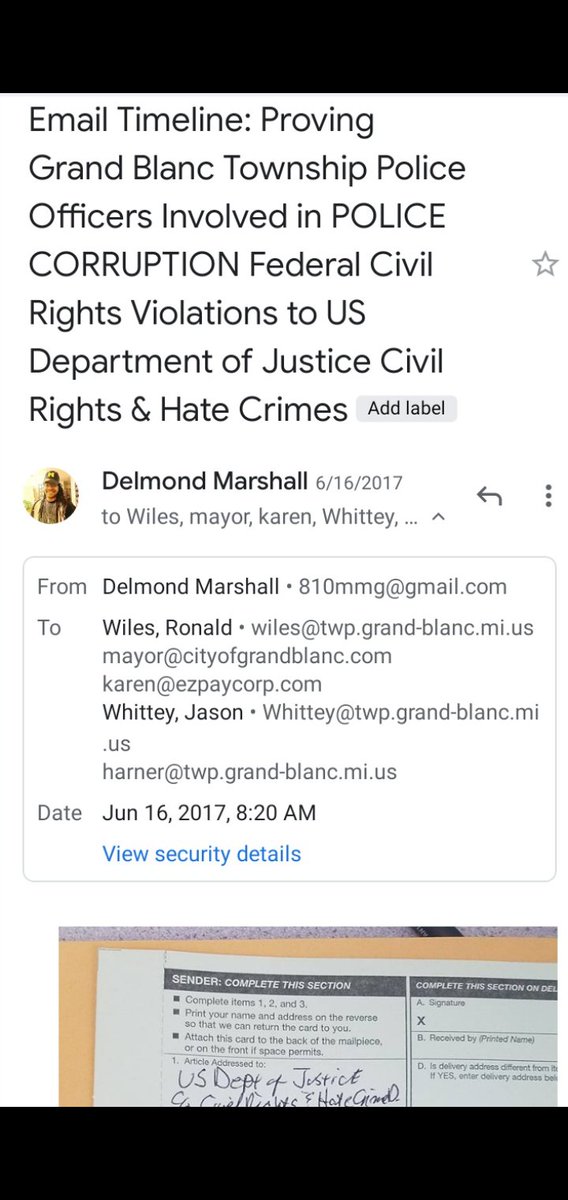 Email Timeline: Proving
Grand Blanc Township Police
Officers Involved in POLICE
CORRUPTION Federal Civil
Rights Violations to US
Department of Justice Civil
Rights & Hate Crimes Add label
Delmond Marshall 6/16/2017
to Wiles, mayor, karen, Whittey, ...
From Delmond Marshall • 810mmg@gmail.com
To Wiles, Ronald • wiles@twp.grand-blanc.mi.us
mayor@cityofgrandblanc.com
karen@ezpaycorp.com
Whittey, Jason • Whittey@twp.grand-blanc.mi
.us
harner@twp.grand-blanc.mi.us
Date Jun 16, 2017, 8:20 AM
View security details
SENDER: COMPLETE THIS SECTION
■ Complete items 1, 2, and 3.
■ Print your name and address on the reverse
so that we can return the card to you.
■ Attach this card to the back of the mailpiece,
or on the front if space permits.
1. Article Addressed to:
US Dept of Justice
Civil Rights & Hate Crimes
COMPLETE THIS SECTION ON DEL
A. Signature
X
B. Received by (Printed Name)
D. Is delivery address different from it
If YES, enter delivery address bel